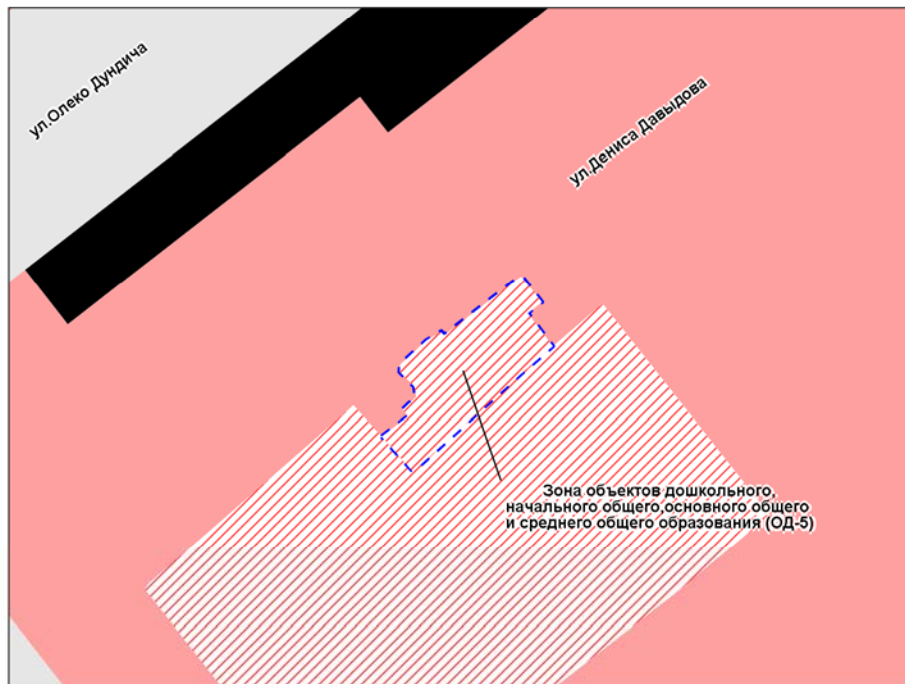 ул.Олеко Дундича
ул.Дениса Давыдова
Зона объектов дошкольного,
начального общего,основного общего
и среднего общего образования (ОД-5)